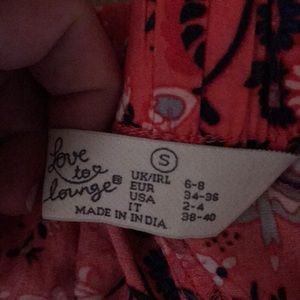 Love
to
lounge®
S
UK/IRL 6-8
EUR 34-36
USA 2-4
IT 38-40
MADE IN INDIA